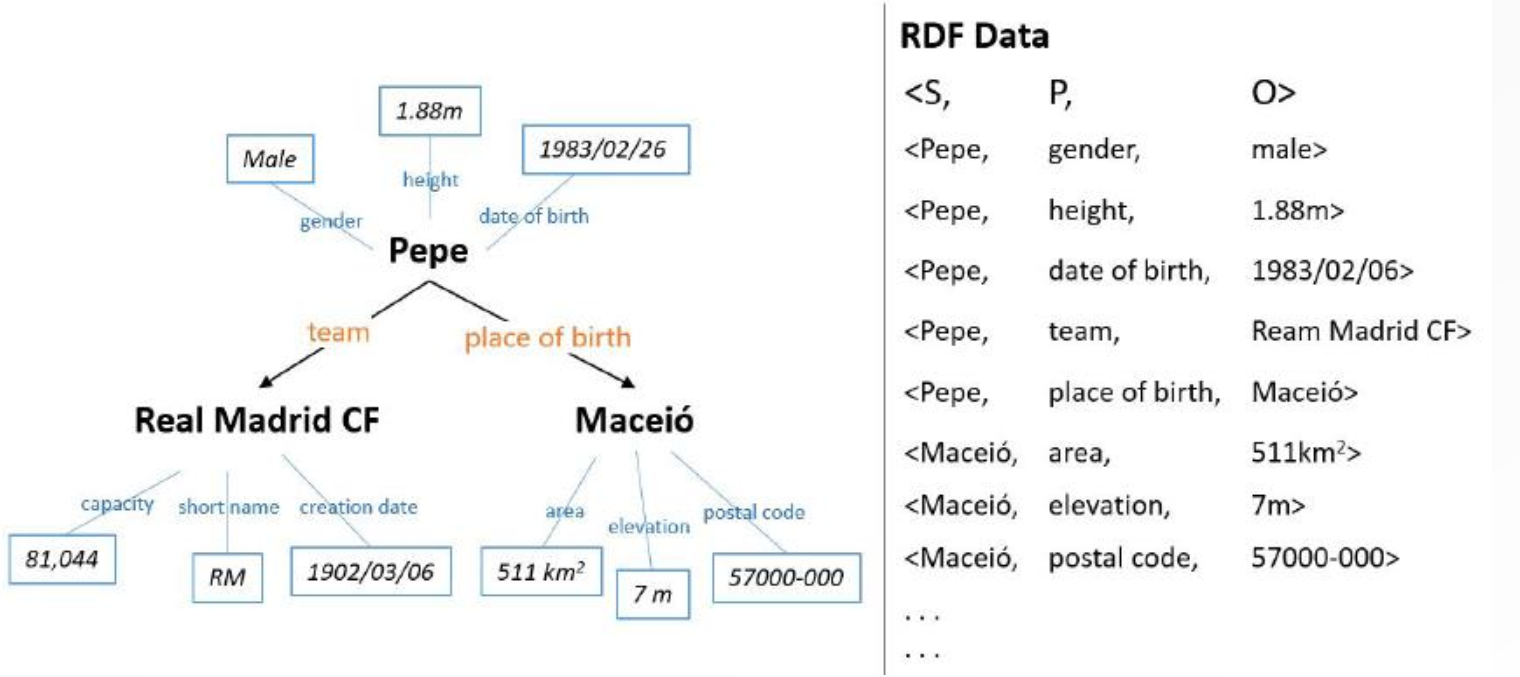 1.88m
Male
1983/02/26
height
gender
date of birth
Pepe
team
place of birth
Real Madrid CF
Maceió
capacity
short name
creation date
area
elevation
postal code
81,044
RM
1902/03/06
511 km²
7 m
57000-000
RDF Data
<S, P, O>
<Pepe, gender, male>
<Pepe, height, 1.88m>
<Pepe, date of birth, 1983/02/06>
<Pepe, team, Ream Madrid CF>
<Pepe, place of birth, Maceió>
<Maceió, area, 511km²>
<Maceió, elevation, 7m>
<Maceió, postal code, 57000-000>
. . .
. . .